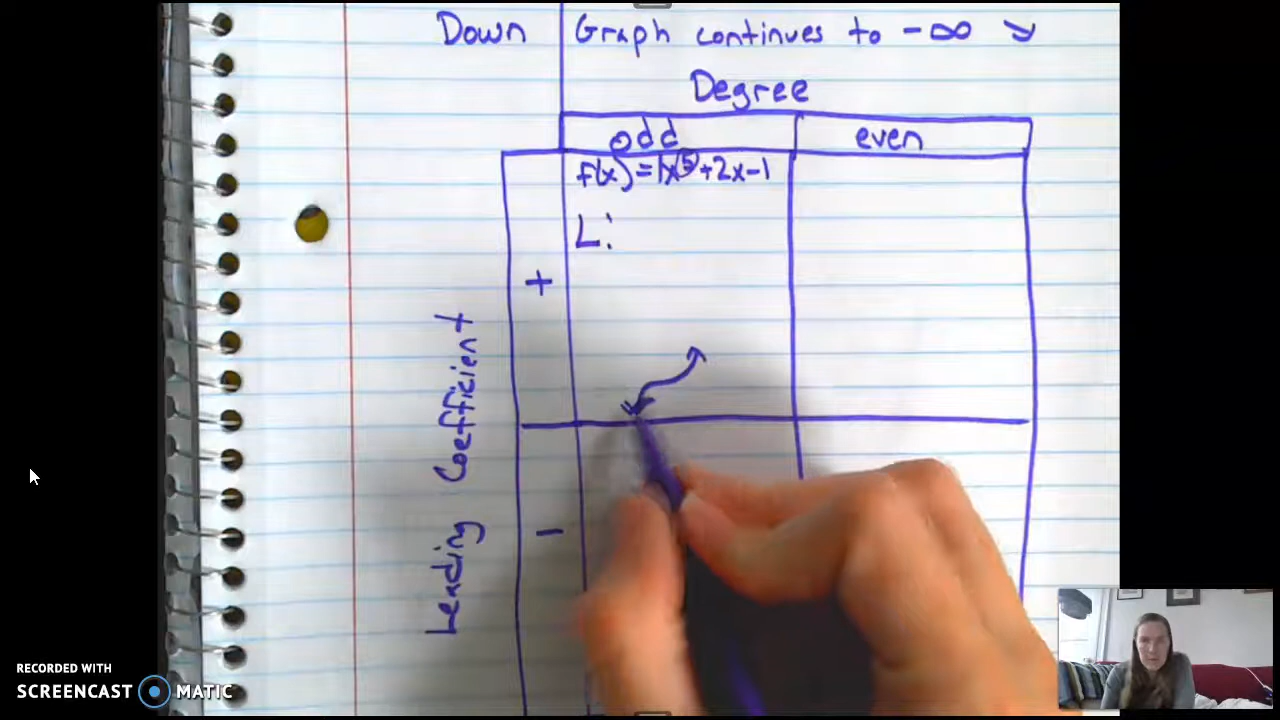 Down Graph continues to -∞ ↘
Degree
odd even
f(x) = 1x⁵+2x-1
L:
+
Leading Coefficient
-
RECORDED WITH
SCREENCAST MATIC